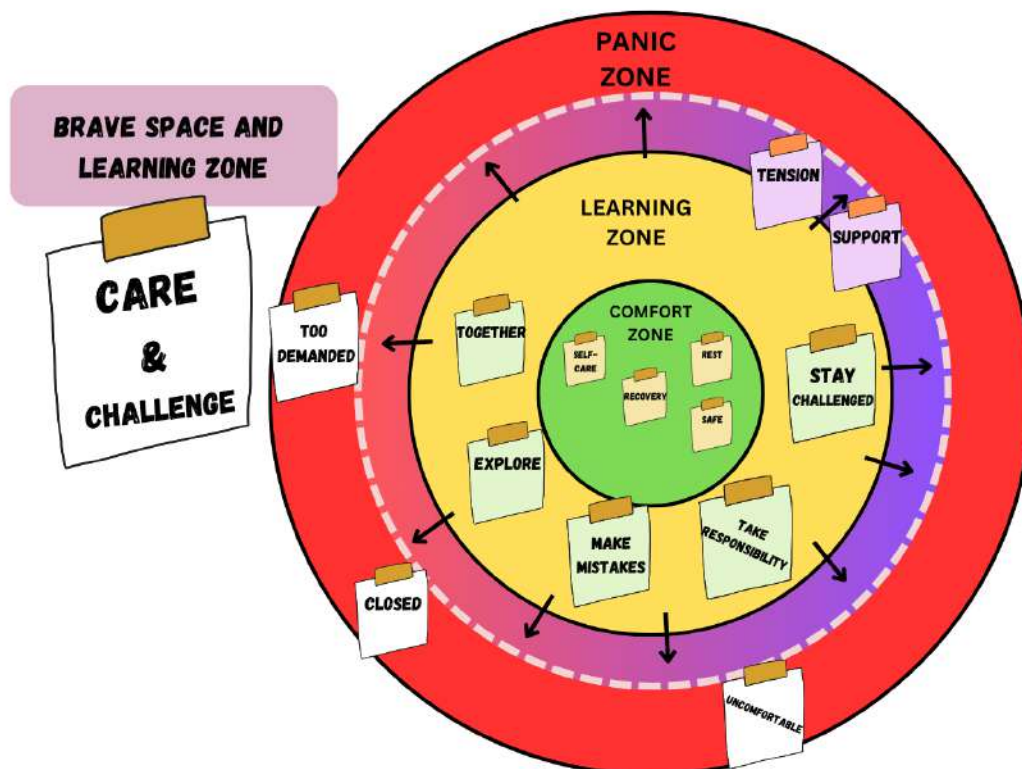 PANIC
ZONE
BRAVE SPACE AND
LEARNING ZONE
CARE
&
CHALLENGE
TENSION
SUPPORT
LEARNING
ZONE
COMFORT
ZONE
SELF-
CARE
REST
RECOVERY
SAFE
TOO
DEMANDED
TOGETHER
STAY
CHALLENGED
EXPLORE
MAKE
MISTAKES
TAKE
RESPONSIBILITY
CLOSED
UNCOMFORTABLE